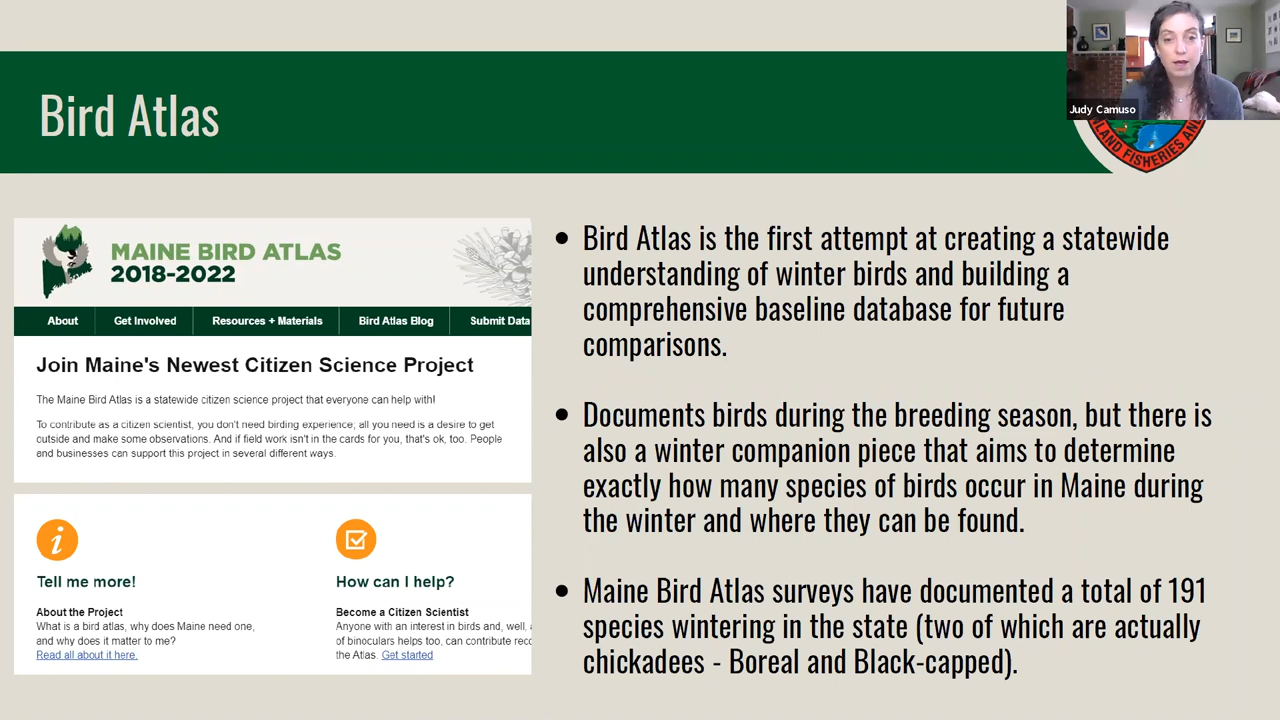 Judy Camuso
Bird Atlas
LAND FISHERIES AND
MAINE BIRD ATLAS
2018-2022
About
Get Involved
Resources + Materials
Bird Atlas Blog
Submit Data
Join Maine's Newest Citizen Science Project
The Maine Bird Atlas is a statewide citizen science project that everyone can help with!
To contribute as a citizen scientist, you don't need birding experience; all you need is a desire to get
outside and make some observations. And if field work isn't in the cards for you, that's ok, too. People
and businesses can support this project in several different ways.
i
Tell me more!
About the Project
What is a bird atlas, why does Maine need one,
and why does it matter to me?
Read all about it here.
How can I help?
Become a Citizen Scientist
Anyone with an interest in birds and, well,
of binoculars helps too, can contribute
the Atlas. Get started
• Bird Atlas is the first attempt at creating a statewide
understanding of winter birds and building a
comprehensive baseline database for future
comparisons.
• Documents birds during the breeding season, but there is
also a winter companion piece that aims to determine
exactly how many species of birds occur in Maine during
the winter and where they can be found.
• Maine Bird Atlas surveys have documented a total of 191
species wintering in the state (two of which are actually
chickadees - Boreal and Black-capped).